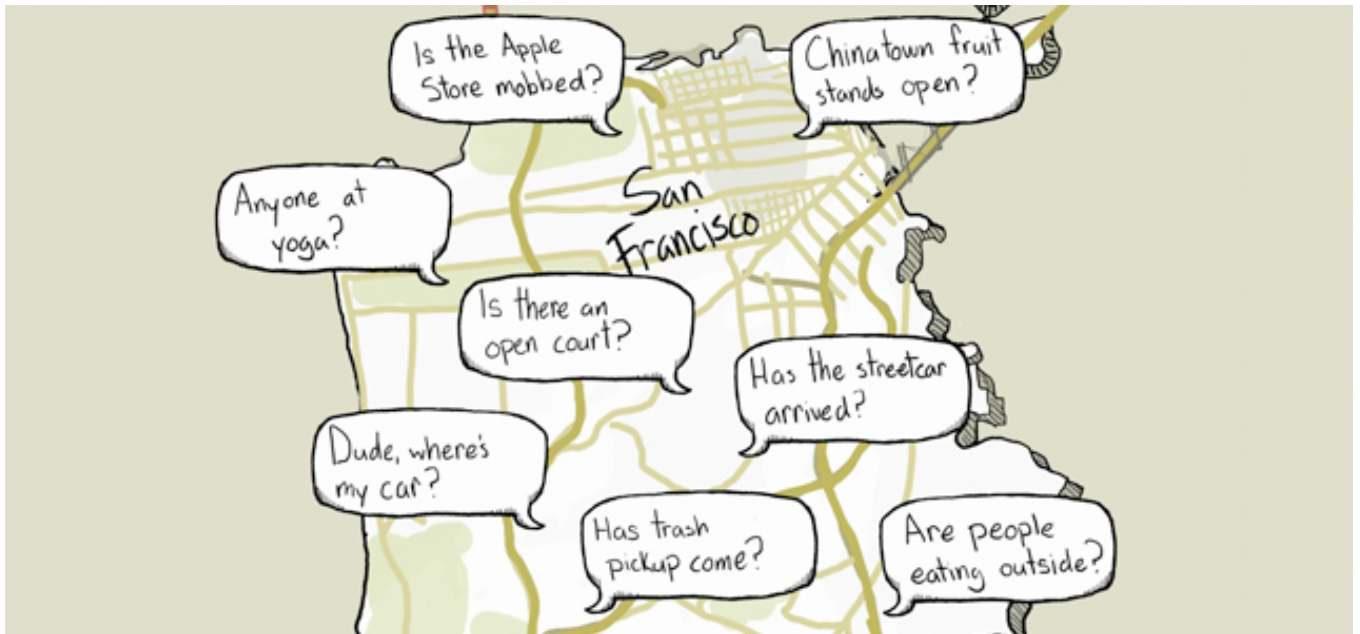 Is the Apple
Store mobbed?
Chinatown fruit
stands open?
Anyone at
yoga?
San
Francisco
Is there an
open court?
Has the streetcar
arrived?
Dude, where's
my car?
Has trash
pickup come?
Are people
eating outside?